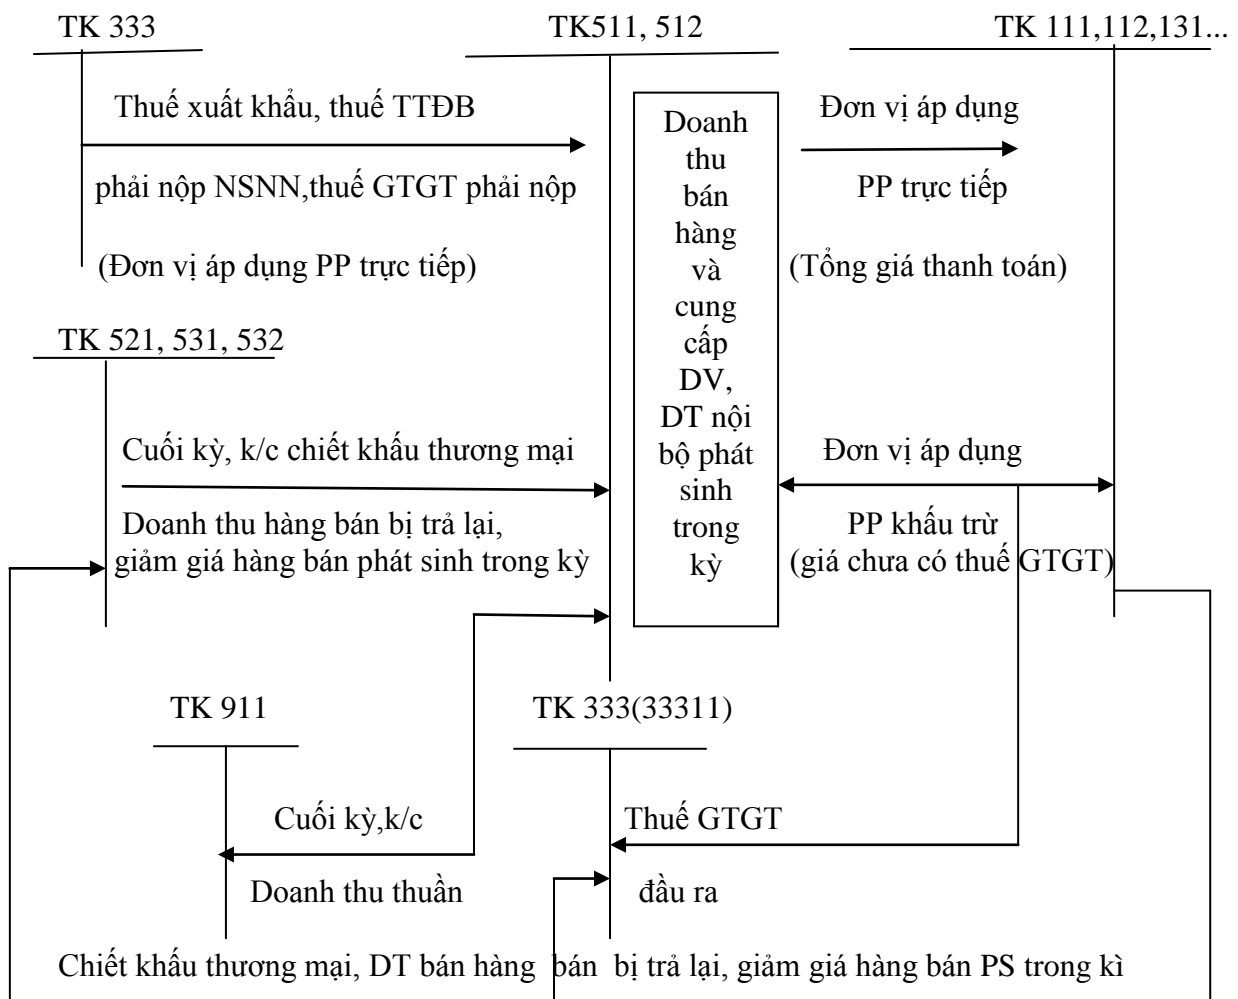 TK 333
TK511, 512
TK 111,112,131...
Thuế xuất khẩu, thuế TTĐB
phải nộp NSNN,thuế GTGT phải nộp
(Đơn vị áp dụng PP trực tiếp)
Doanh
thu
bán
hàng
và
cung
cấp
DV,
DT nội
bộ phát
sinh
trong
kỳ
Đơn vị áp dụng
PP trực tiếp
(Tổng giá thanh toán)
TK 521, 531, 532
Cuối kỳ, k/c chiết khấu thương mại
Doanh thu hàng bán bị trả lại,
giảm giá hàng bán phát sinh trong kỳ
Đơn vị áp dụng
PP khấu trừ
(giá chưa có thuế GTGT)
TK 911
TK 333(33311)
Cuối kỳ,k/c
Doanh thu thuần
Thuế GTGT
đầu ra
Chiết khấu thương mại, DT bán hàng bán bị trả lại, giảm giá hàng bán PS trong kì